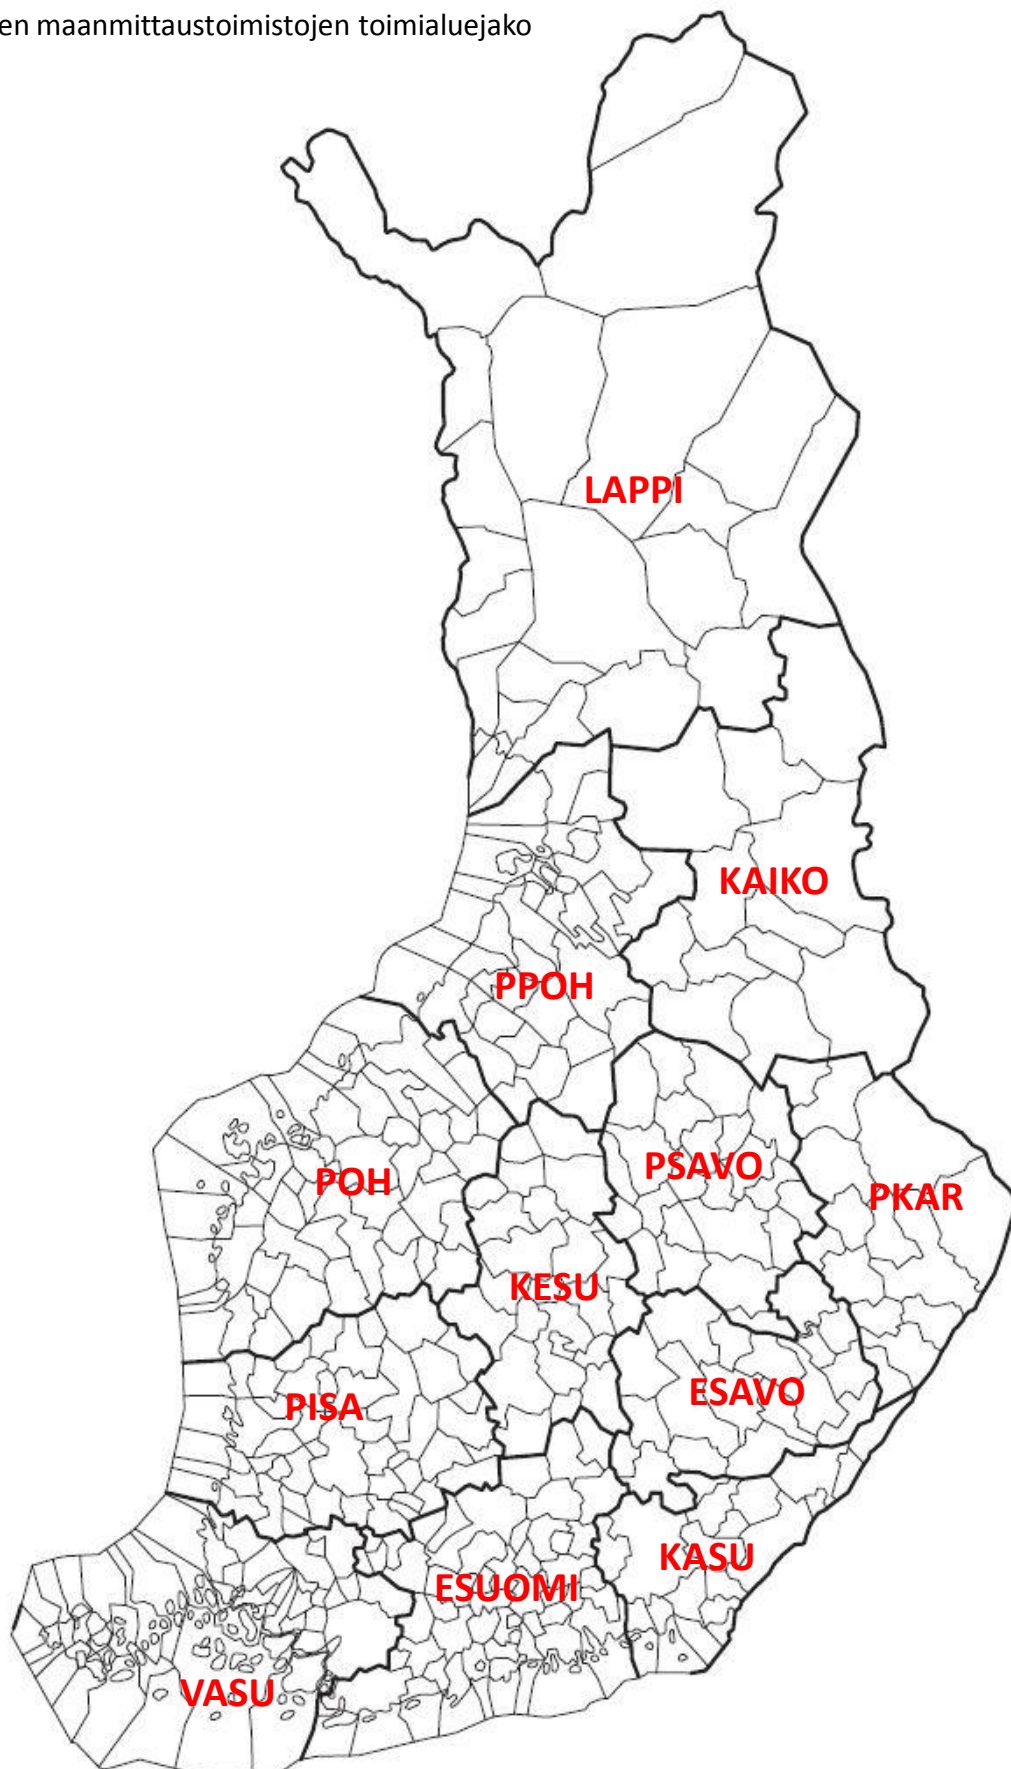 en maanmittaustoimistojen toimialuejako
LAPPI
KAIKO
PPOH
PSAVO
POH
PKAR
KESU
ESAVO
PISA
KASU
ESUOMI
VASU